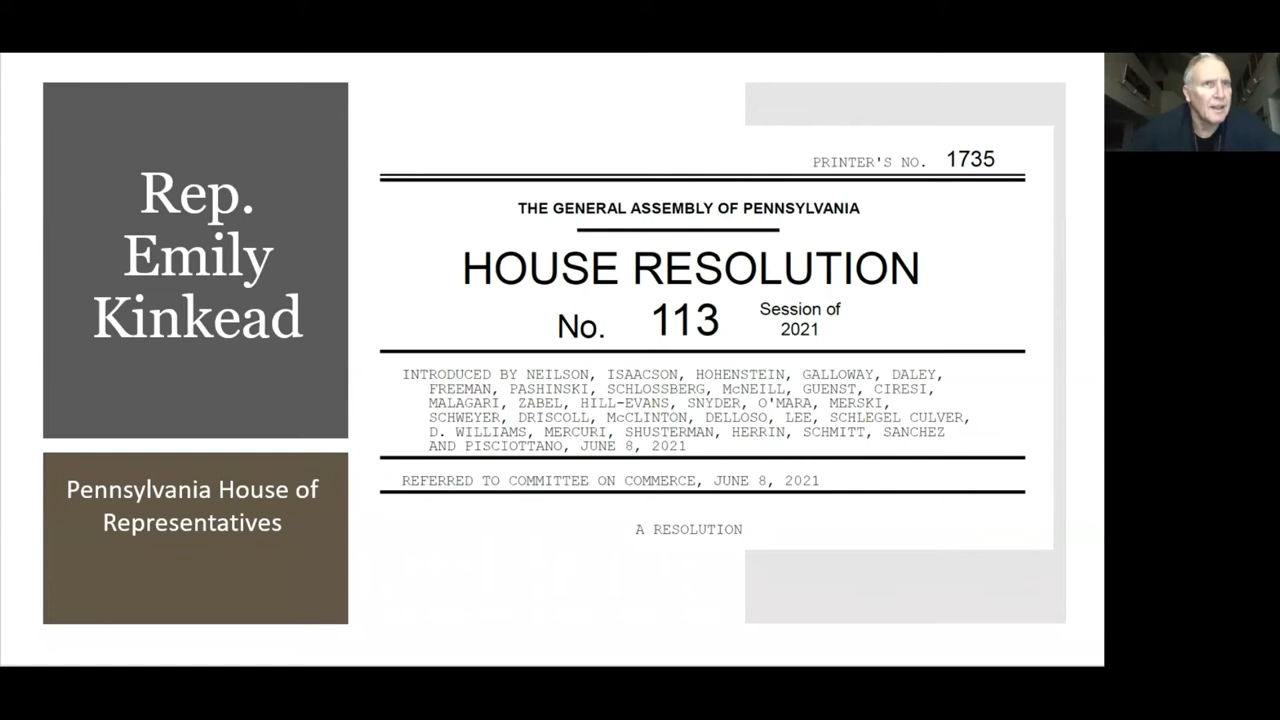 Rep.
Emily
Kinkead
Pennsylvania House of
Representatives
PRINTER'S NO. 1735
THE GENERAL ASSEMBLY OF PENNSYLVANIA
HOUSE RESOLUTION
No. 113 Session of
2021
INTRODUCED BY NEILSON, ISAACSON, HOHENSTEIN, GALLOWAY, DALEY,
FREEMAN, PASHINSKI, SCHLOSSBERG, McNEILL, GUENST, CIRESI,
MALAGARI, ZABEL, HILL-EVANS, SNYDER, O'MARA, MERSKI,
SCHWEYER, DRISCOLL, McCLINTON, DELLOSO, LEE, SCHLEGEL CULVER,
D. WILLIAMS, MERCURI, SHUSTERMAN, HERRIN, SCHMITT, SANCHEZ
AND PISCIOTTANO, JUNE 8, 2021
REFERRED TO COMMITTEE ON COMMERCE, JUNE 8, 2021
A RESOLUTION